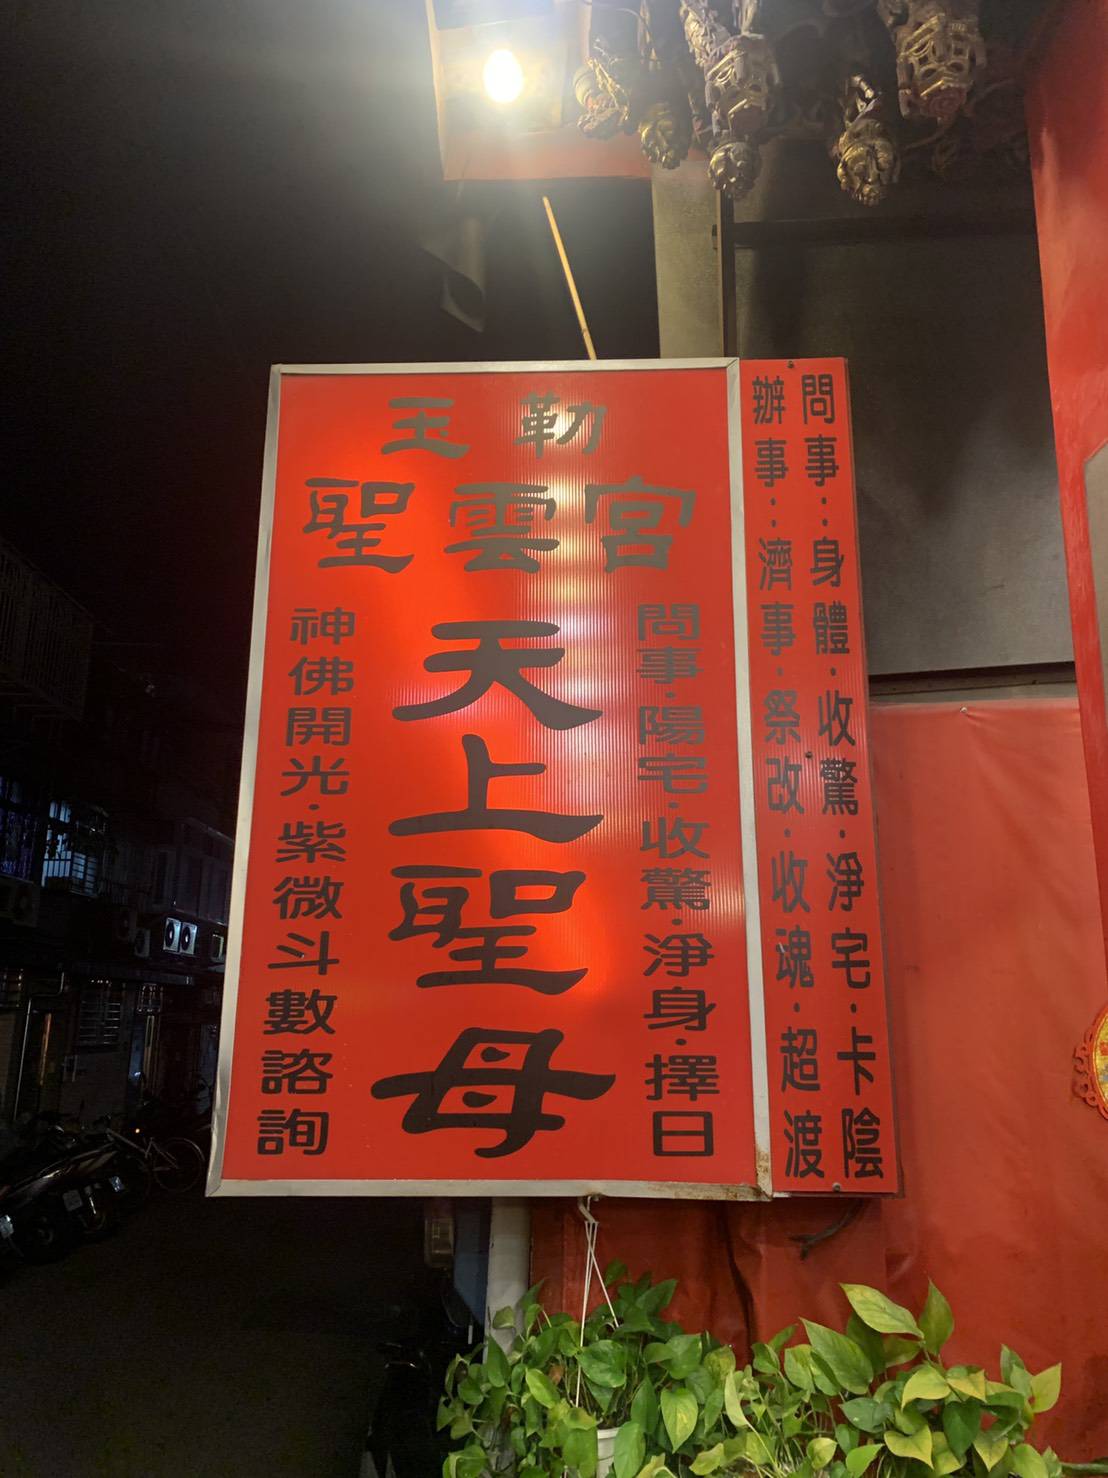 玉勒
聖雲宮
天上聖母
問事·陽宅·收驚·淨身·擇日
神佛開光·紫微斗數諮詢
問事:身體·收驚·淨宅·卡陰
辦事:濟事·祭改·收魂·超渡